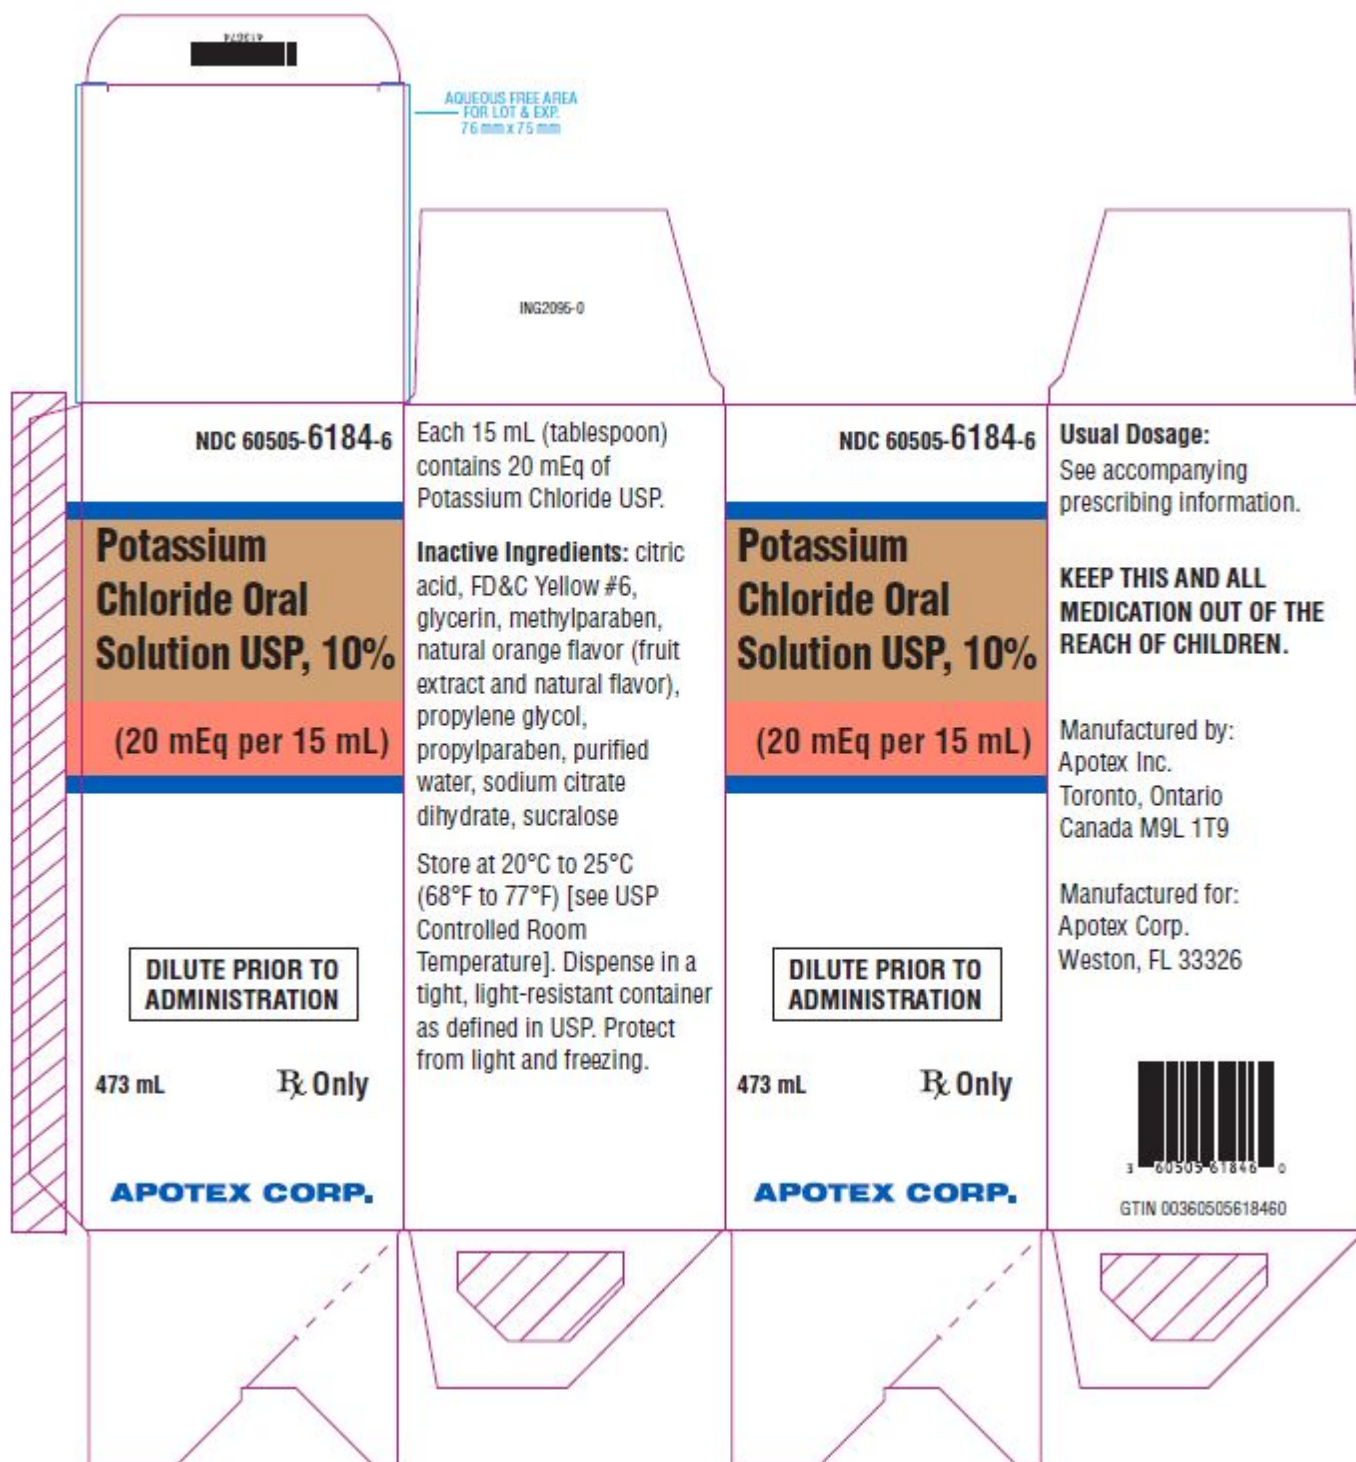 413674
AQUEOUS FREE AREA
FOR LOT & EXP.
76 mm x 75 mm
ING2095-0
NDC 60505-6184-6
Potassium
Chloride Oral
Solution USP, 10%
(20 mEq per 15 mL)
DILUTE PRIOR TO
ADMINISTRATION
473 mL
℞ Only
APOTEX CORP.
Each 15 mL (tablespoon)
contains 20 mEq of
Potassium Chloride USP.
Inactive Ingredients: citric
acid, FD&C Yellow #6,
glycerin, methylparaben,
natural orange flavor (fruit
extract and natural flavor),
propylene glycol,
propylparaben, purified
water, sodium citrate
dihydrate, sucralose
Store at 20°C to 25°C
(68°F to 77°F) [see USP
Controlled Room
Temperature]. Dispense in a
tight, light-resistant container
as defined in USP. Protect
from light and freezing.
NDC 60505-6184-6
Potassium
Chloride Oral
Solution USP, 10%
(20 mEq per 15 mL)
DILUTE PRIOR TO
ADMINISTRATION
473 mL
℞ Only
APOTEX CORP.
Usual Dosage:
See accompanying
prescribing information.
KEEP THIS AND ALL
MEDICATION OUT OF THE
REACH OF CHILDREN.
Manufactured by:
Apotex Inc.
Toronto, Ontario
Canada M9L 1T9
Manufactured for:
Apotex Corp.
Weston, FL 33326
3 60505 61846 0
GTIN 00360505618460